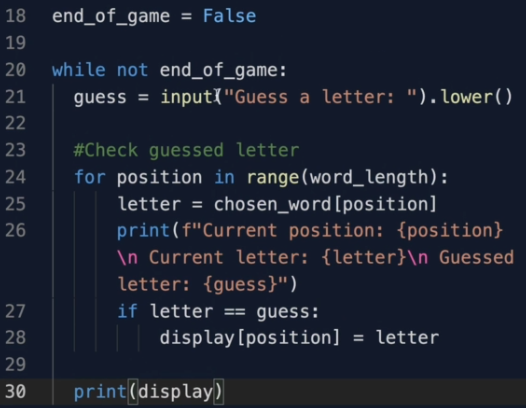 18 end_of_game = False
19
20 while not end_of_game:
21 guess = input("Guess a letter: ").lower()
22
23 #Check guessed letter
24 for position in range(word_length):
25 letter = chosen_word[position]
26 print(f"Current position: {position}
\n Current letter: {letter}\n Guessed
letter: {guess}")
27 if letter == guess:
28 display[position] = letter
29
30 print(display)